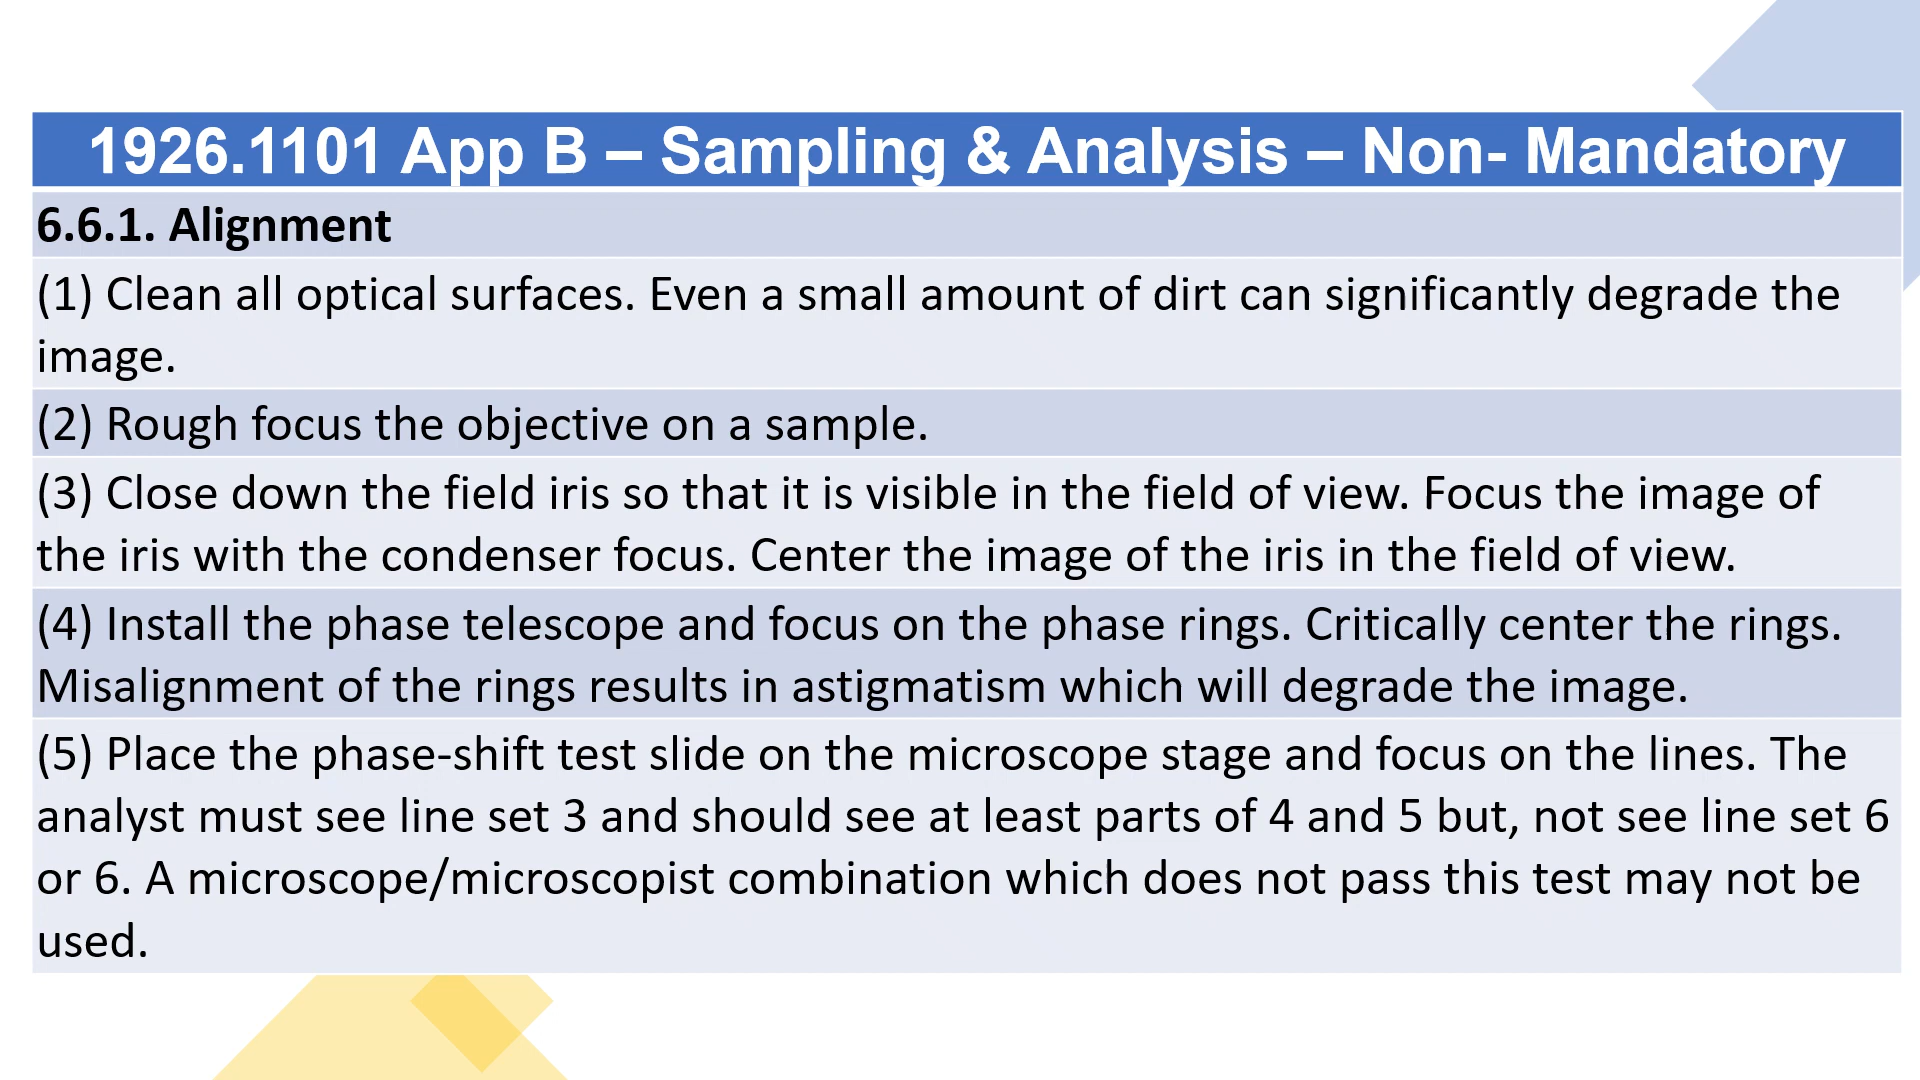 1926.1101 App B – Sampling & Analysis – Non- Mandatory
6.6.1. Alignment
(1) Clean all optical surfaces. Even a small amount of dirt can significantly degrade the
image.
(2) Rough focus the objective on a sample.
(3) Close down the field iris so that it is visible in the field of view. Focus the image of
the iris with the condenser focus. Center the image of the iris in the field of view.
(4) Install the phase telescope and focus on the phase rings. Critically center the rings.
Misalignment of the rings results in astigmatism which will degrade the image.
(5) Place the phase-shift test slide on the microscope stage and focus on the lines. The
analyst must see line set 3 and should see at least parts of 4 and 5 but, not see line set 6
or 6. A microscope/microscopist combination which does not pass this test may not be
used.